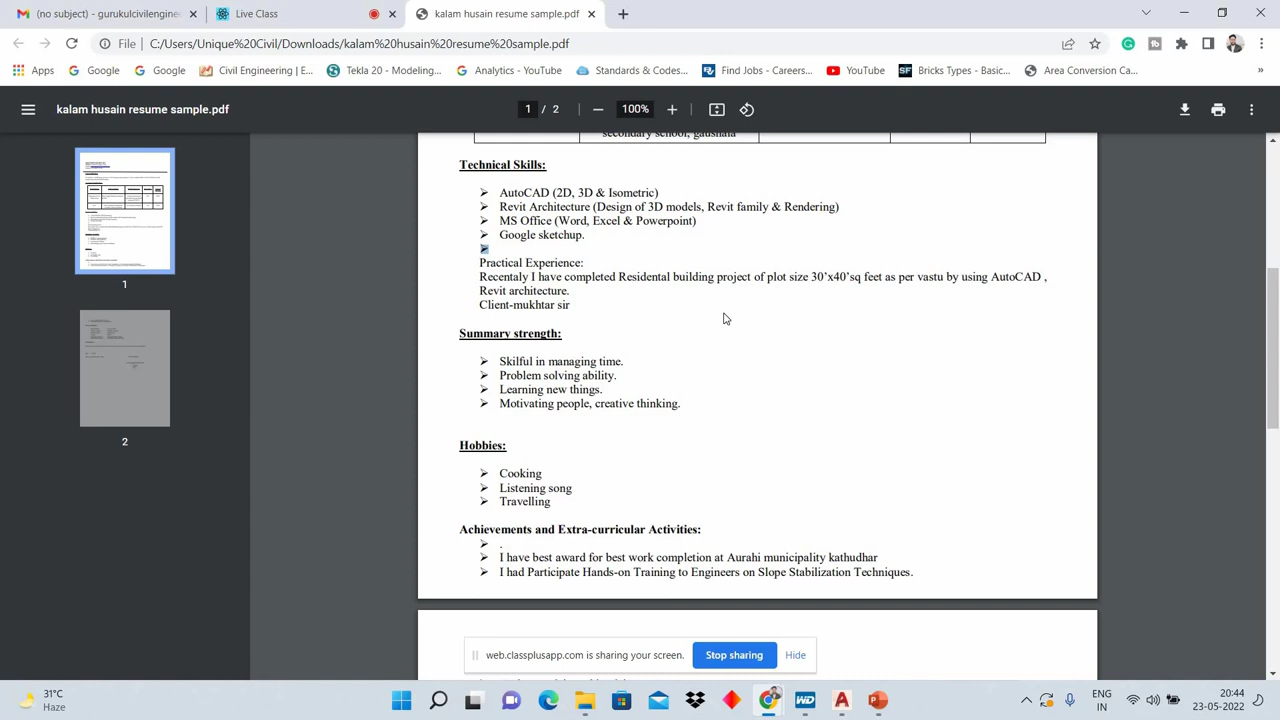 (no subject) - gurukulcivilengine
Live Class
kalam husain resume sample.pdf
File
C:/Users/Unique%20Civil/Downloads/kalam%20husain%20resume%20sample.pdf
Apps
Google
Google
Civil Engineering | E...
Tekla 20 - Modeling...
Analytics - YouTube
Standards & Codes...
Find Jobs - Careers...
YouTube
SF
Bricks Types - Basic...
Area Conversion Ca...
»
kalam husain resume sample.pdf
1 / 2
100%
secondary school, gaushala
Technical Skills:
AutoCAD (2D, 3D & Isometric)
Revit Architecture (Design of 3D models, Revit family & Rendering)
MS Office (Word, Excel & Powerpoint)
Google sketchup.
Practical Experience:
Recentaly I have completed Residental building project of plot size 30’x40’sq feet as per vastu by using AutoCAD ,
Revit architecture.
Client-mukhtar sir
Summary strength:
Skilful in managing time.
Problem solving ability.
Learning new things.
Motivating people, creative thinking.
Hobbies:
Cooking
Listening song
Travelling
Achievements and Extra-curricular Activities:
.
I have best award for best work completion at Aurahi municipality kathudhar
I had Participate Hands-on Training to Engineers on Slope Stabilization Techniques.
1
2
web.classplusapp.com is sharing your screen.
Stop sharing
Hide
31°C
Haze
WD
ENG
IN
20:44
23-05-2022